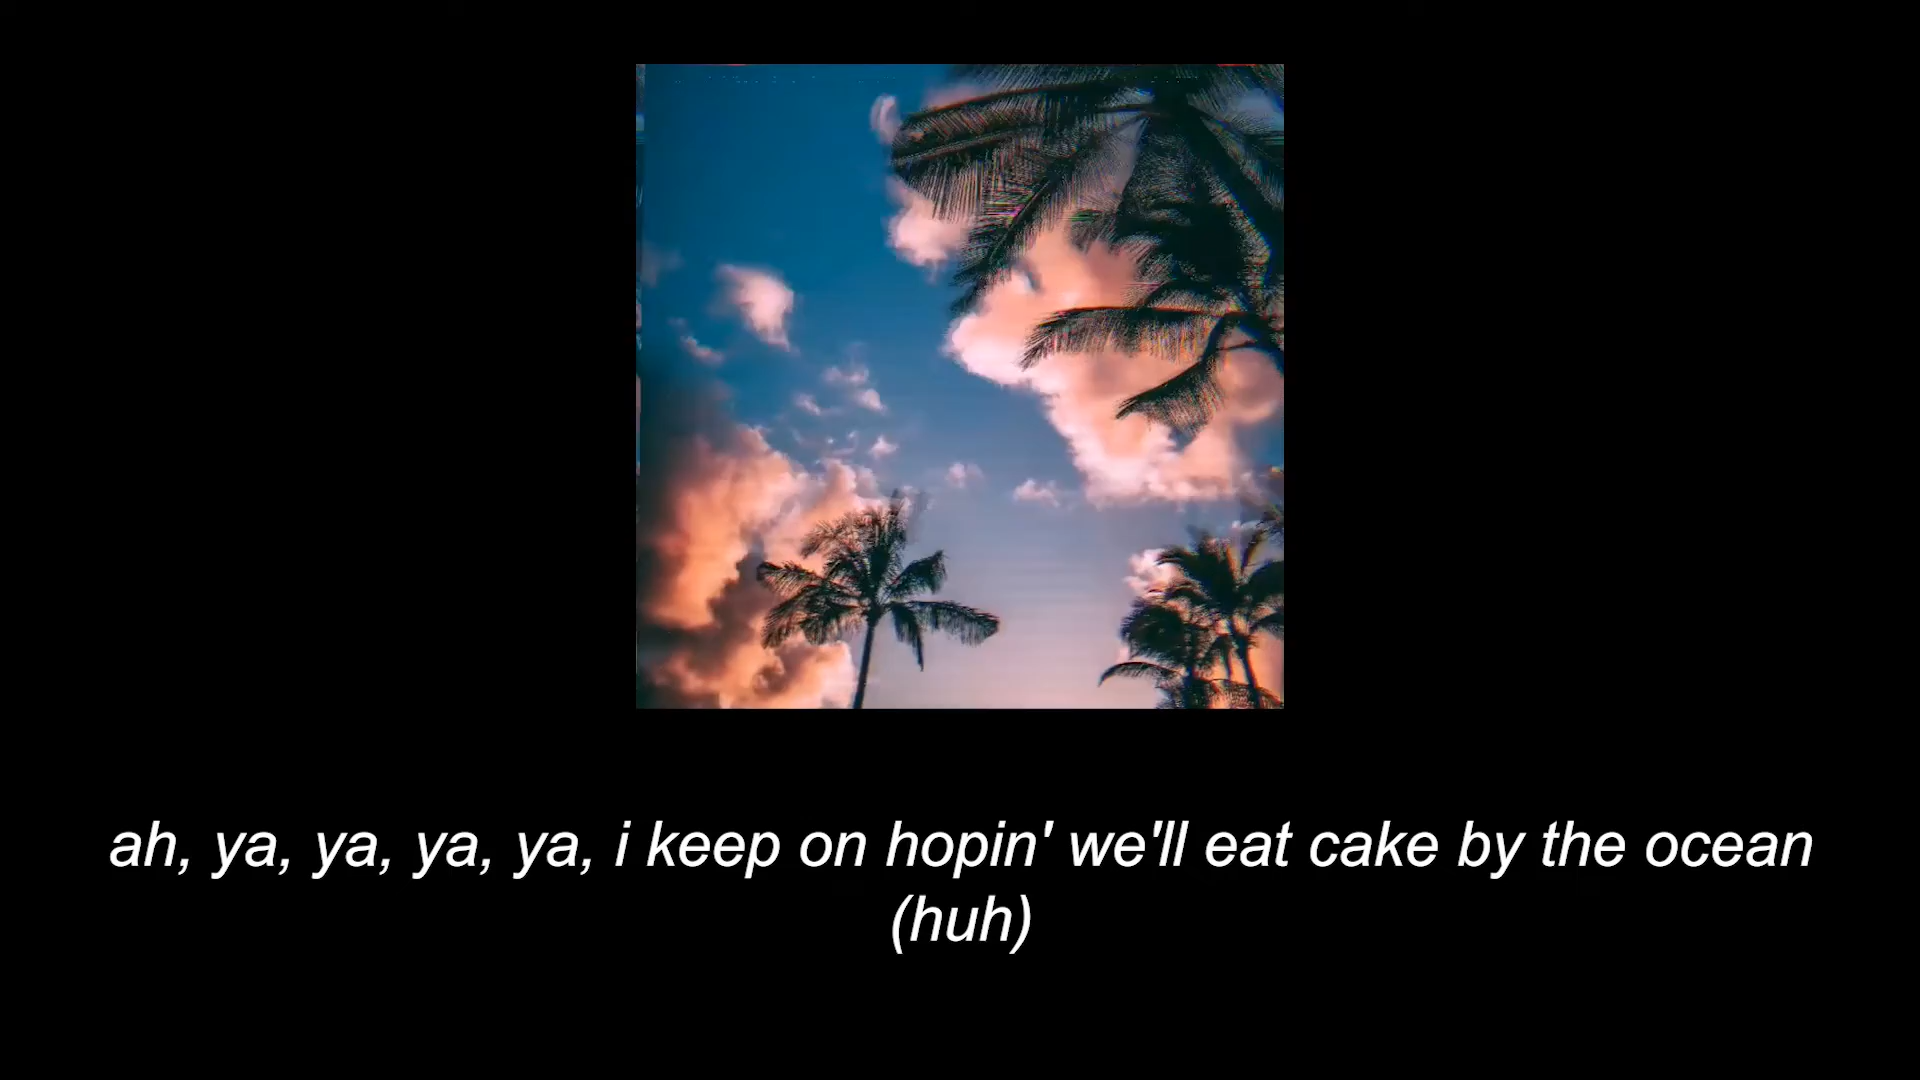 ah, ya, ya, ya, ya, i keep on hopin' we'll eat cake by the ocean
(huh)